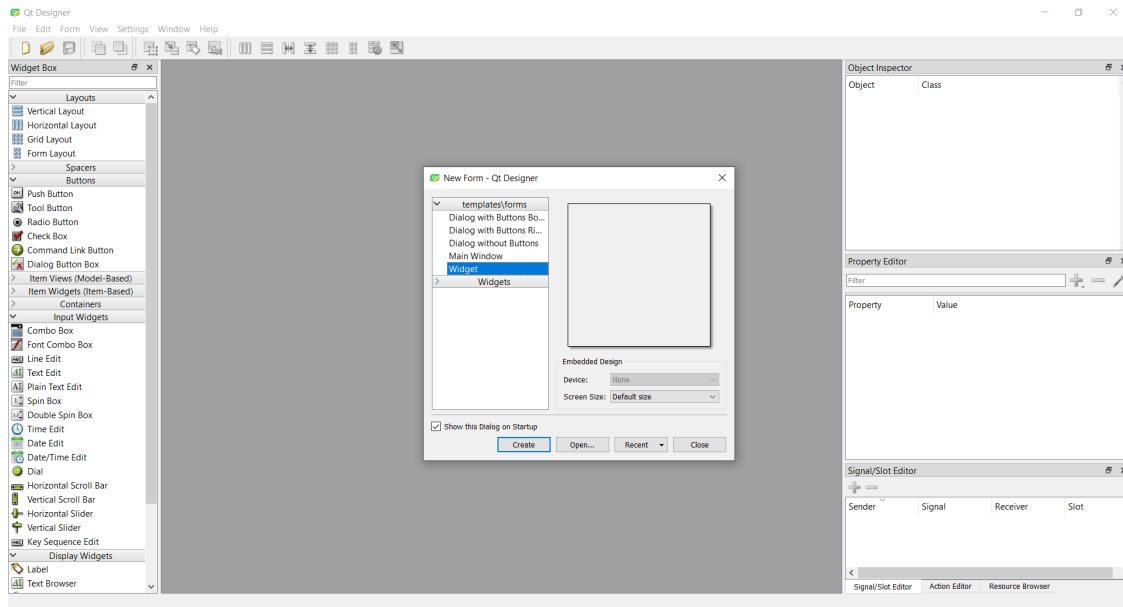 Qt Designer
File Edit Form View Settings Window Help
Widget Box
Filter
Layouts
Vertical Layout
Horizontal Layout
Grid Layout
Form Layout
Spacers
Buttons
Push Button
Tool Button
Radio Button
Check Box
Command Link Button
Dialog Button Box
Item Views (Model-Based)
Item Widgets (Item-Based)
Containers
Input Widgets
Combo Box
Font Combo Box
Line Edit
Text Edit
Plain Text Edit
Spin Box
Double Spin Box
Time Edit
Date Edit
Date/Time Edit
Dial
Horizontal Scroll Bar
Vertical Scroll Bar
Horizontal Slider
Vertical Slider
Key Sequence Edit
Display Widgets
Label
Text Browser
New Form - Qt Designer
templates\forms
Dialog with Buttons Bo...
Dialog with Buttons Ri...
Dialog without Buttons
Main Window
Widget
Widgets
Embedded Design
Device: None
Screen Size: Default size
Show this Dialog on Startup
Create Open... Recent Close
Object Inspector
Object Class
Property Editor
Filter
Property Value
Signal/Slot Editor
Sender Signal Receiver Slot
Signal/Slot Editor Action Editor Resource Browser